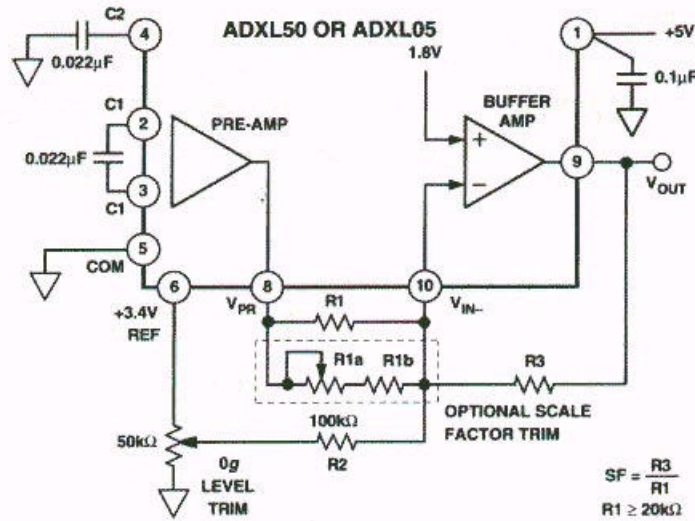 C2
4
0.022µF
ADXL50 OR ADXL05
1.8V
1
+5V
0.1µF
C1
2
PRE-AMP
BUFFER
AMP
+
−
0.022µF
3
C1
9
VOUT
5
COM
6
8
10
+3.4V
REF
VPR
VIN–
R1
R1a
R1b
R3
OPTIONAL SCALE
FACTOR TRIM
100kΩ
50kΩ
R2
0g
LEVEL
TRIM
SF = R3
R1
R1 ≥ 20kΩ